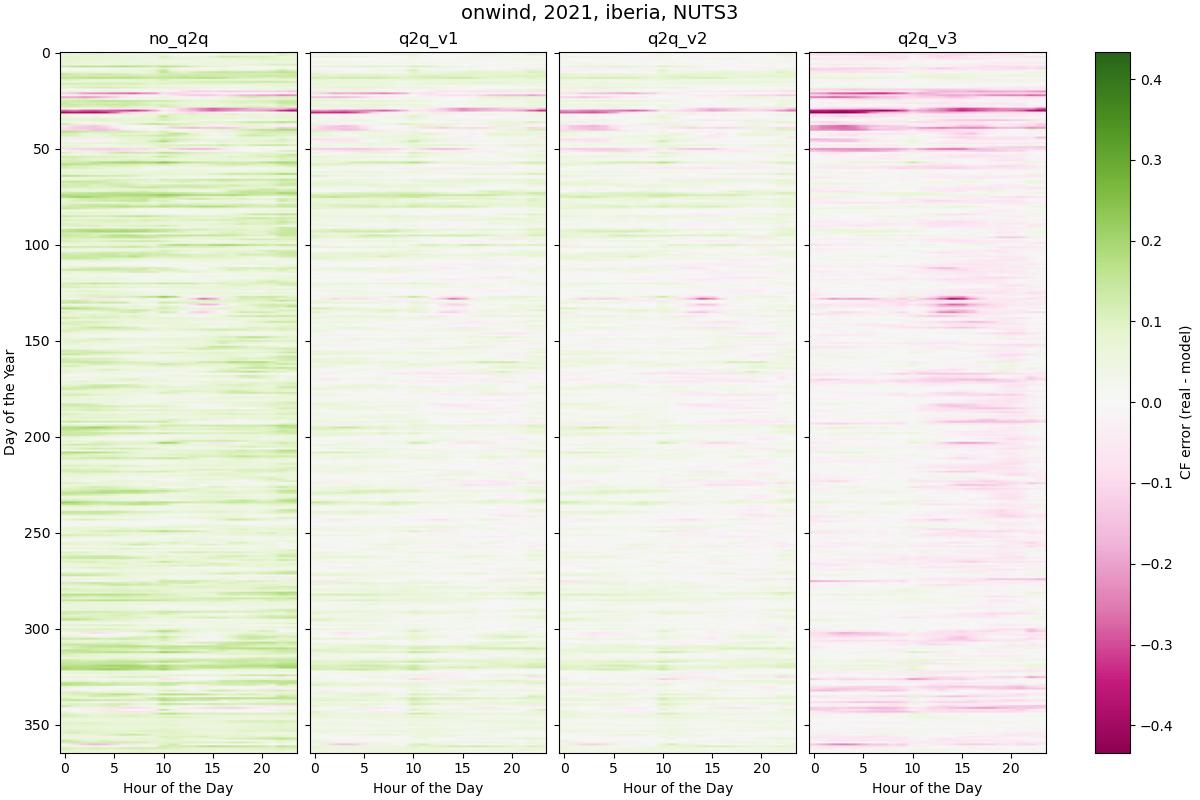 onwind, 2021, iberia, NUTS3
no_q2q
q2q_v1
q2q_v2
q2q_v3
0
50
100
150
200
250
300
350
Day of the Year
0 5 10 15 20
0 5 10 15 20
0 5 10 15 20
0 5 10 15 20
Hour of the Day
Hour of the Day
Hour of the Day
Hour of the Day
0.4
0.3
0.2
0.1
0.0
−0.1
−0.2
−0.3
−0.4
CF error (real - model)